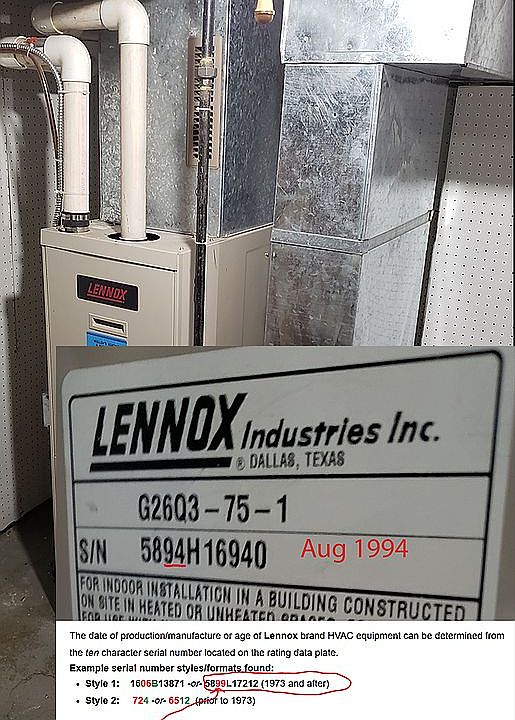 LENNOX
LENNOX Industries Inc.
® DALLAS, TEXAS
G26Q3-75-1
S/N 5894H16940 Aug 1994
FOR INDOOR INSTALLATION IN A BUILDING CONSTRUCTED
ON SITE IN HEATED OR UNHEATED SPACES
The date of production/manufacture or age of Lennox brand HVAC equipment can be determined from
the ten character serial number located on the rating data plate.
Example serial number styles/formats found:
• Style 1: 1606B13871 -or- 5899L17212 (1973 and after)
• Style 2: 724 -or- 6512 (prior to 1973)